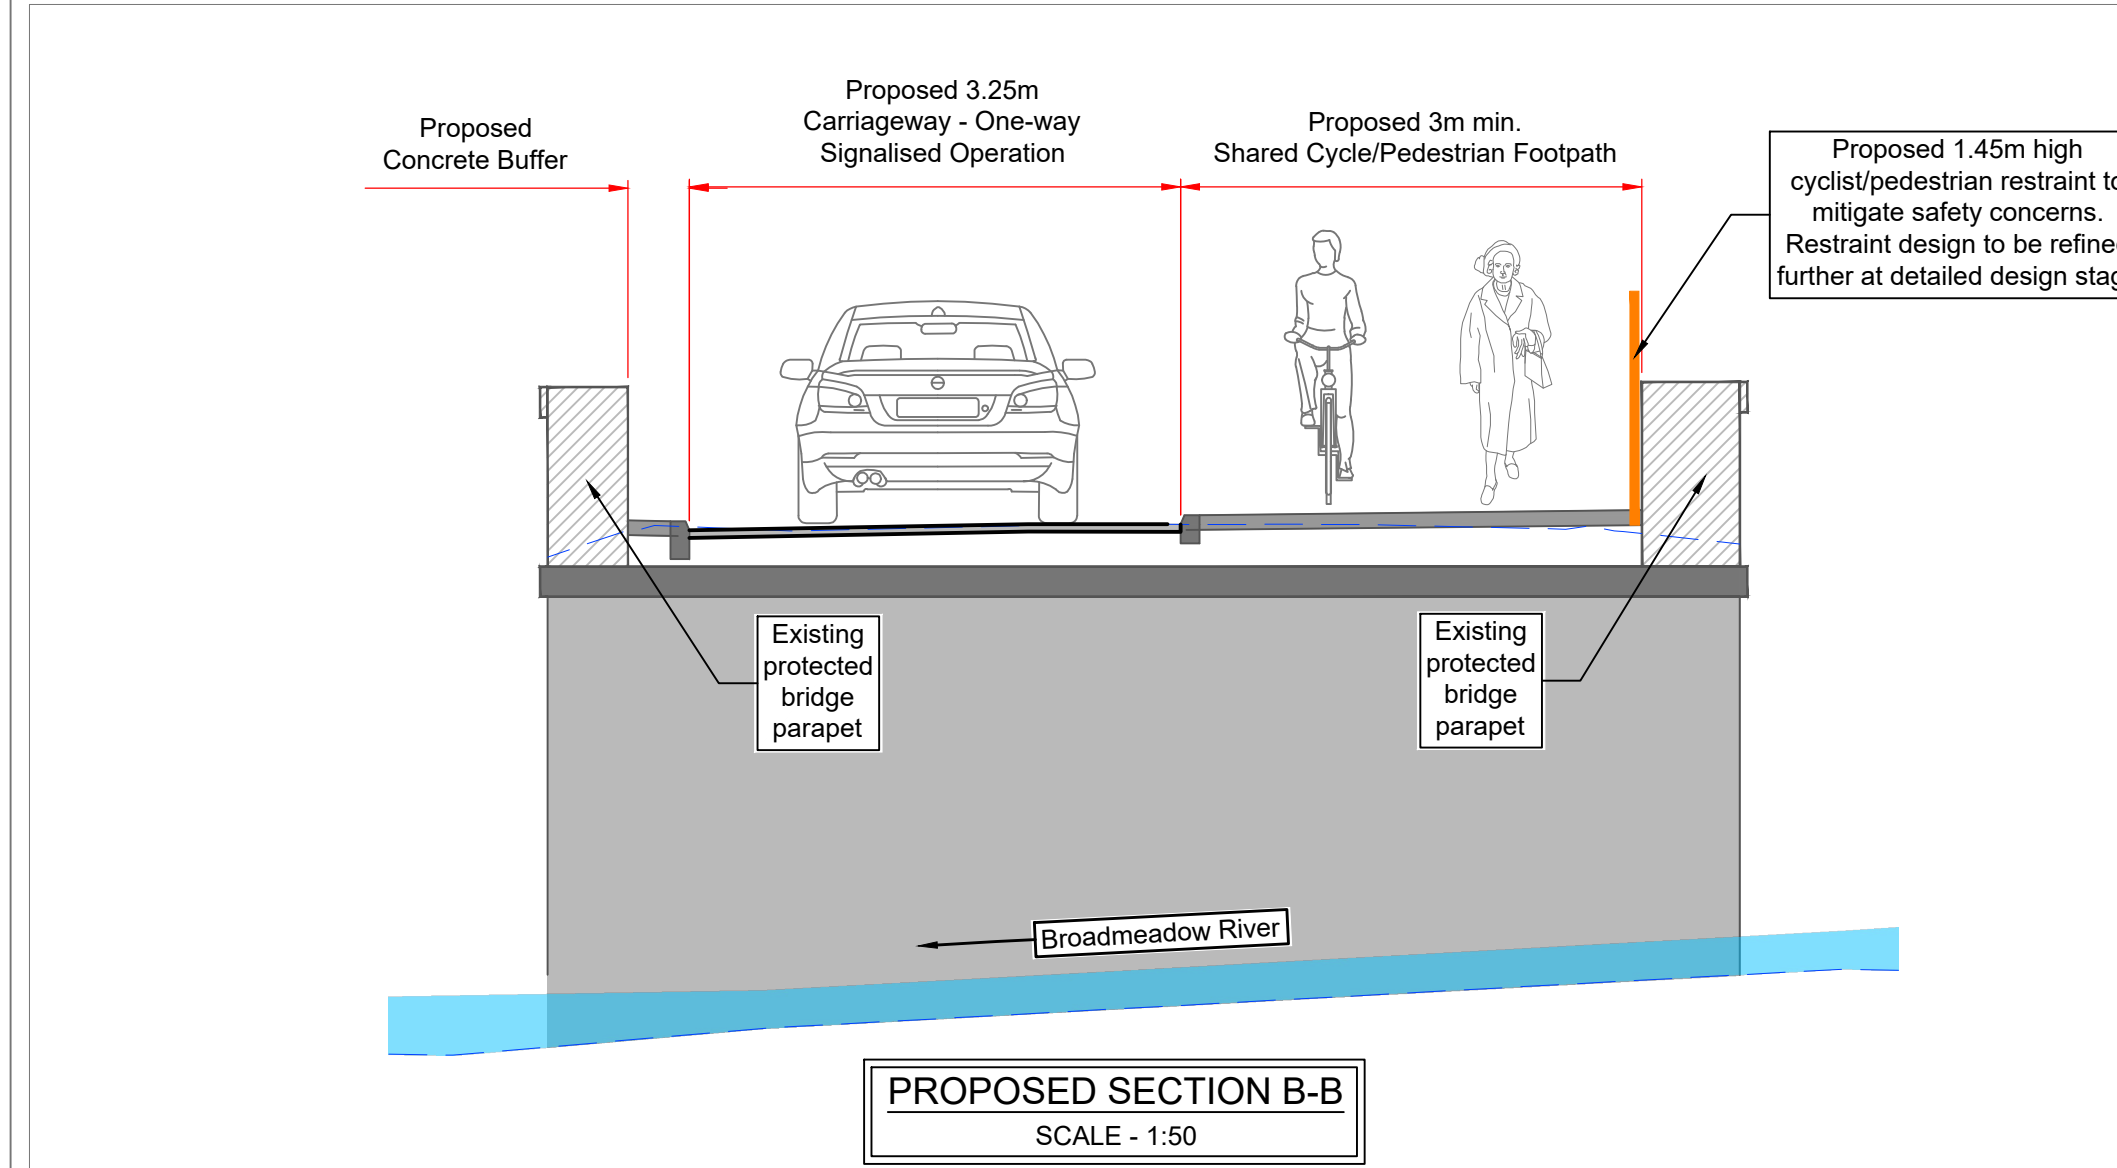 Proposed
Concrete Buffer
Proposed 3.25m
Carriageway - One-way
Signalised Operation
Proposed 3m min.
Shared Cycle/Pedestrian Footpath
Proposed 1.45m high
cyclist/pedestrian restraint
mitigate safety concerns.
Restraint design to be
further at detailed design
Existing
protected
bridge
parapet
Existing
protected
bridge
parapet
Broadmeadow River
PROPOSED SECTION B-B
SCALE - 1:50